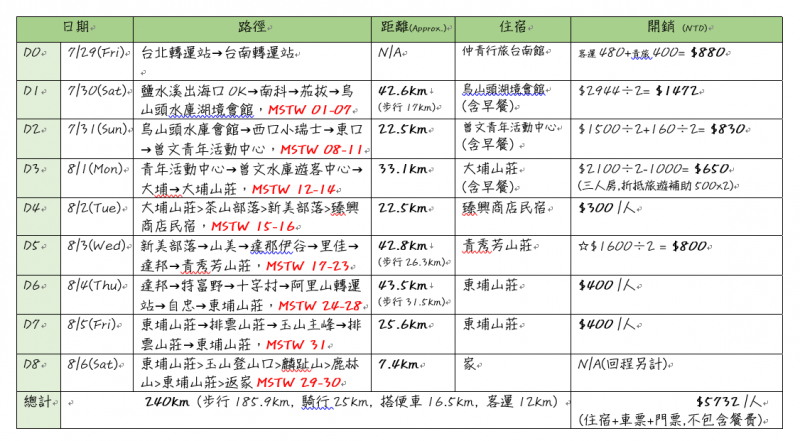 日期 路徑 距離(Approx.) 住宿 開銷 (NTD)
D0 7/29(Fri) 台北轉運站→台南轉運站 N/A 仲青行旅台南館 客運 480+青旅 400= $880
D1 7/30(Sat) 鹽水溪出海口 0K→南科→茄拔→烏 42.6km 烏山頭湖境會館 $2944÷2= $1472
山頭水庫湖境會館，MSTW 01-07 (步行 17km) (含早餐)
D2 7/31(Sun) 烏山頭水庫會館→西口小瑞士→東口 22.5km 曾文青年活動中心 $1500÷2+160÷2= $830
→曾文青年活動中心，MSTW 08-11 (含早餐)
D3 8/1(Mon) 青年活動中心→曾文水庫遊客中心→ 33.1km 大埔山莊 $2100÷2-1000= $650
大埔→大埔山莊，MSTW 12-14 (含早餐) (三人房,折抵旅遊補助 500x2)
D4 8/2(Tue) 大埔山莊>茶山部落>新美部落>臻興 22.5km 臻興商店民宿 $300 /人
商店民宿，MSTW 15-16
D5 8/3(Wed) 新美部落→山美→達那伊谷→里佳→ 42.8km 青秀芳山莊 ☆$1600÷2 = $800
達邦→青秀芳山莊，MSTW 17-23 (步行 26.3km)
D6 8/4(Thu) 達邦→特富野→十字村→阿里山轉運 43.5km 東埔山莊 $400 /人
站→自忠→東埔山莊，MSTW 24-28 (步行 31.5km)
D7 8/5(Fri) 東埔山莊→排雲山莊→玉山主峰→排 25.6km 東埔山莊 $400 /人
雲山莊→東埔山莊，MSTW 31
D8 8/6(Sat) 東埔山莊>玉山登山口>麟趾山>鹿林 7.4km 家 N/A(回程另計)
山>東埔山莊>返家 MSTW 29-30
總計 240km (步行 185.9km, 騎行 25km, 搭便車 16.5km, 客運 12km) $5732 /人
(住宿+車票+門票,不包含餐費)